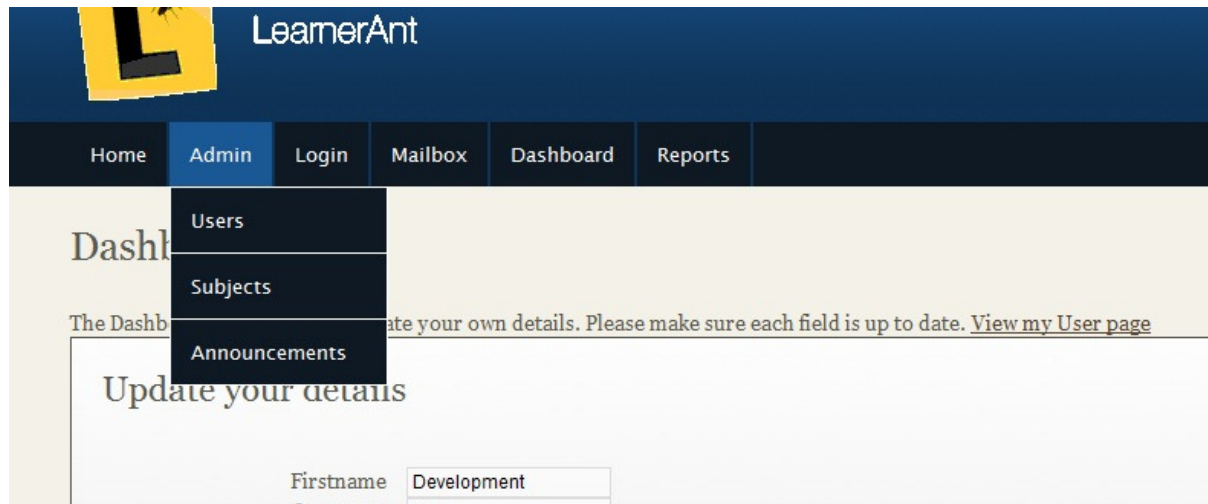 L
LearnerAnt
Home Admin Login Mailbox Dashboard Reports
Users
Subjects
Announcements
Dashb
The Dashb ate your own details. Please make sure each field is up to date. View my User page
Update your details
Firstname Development